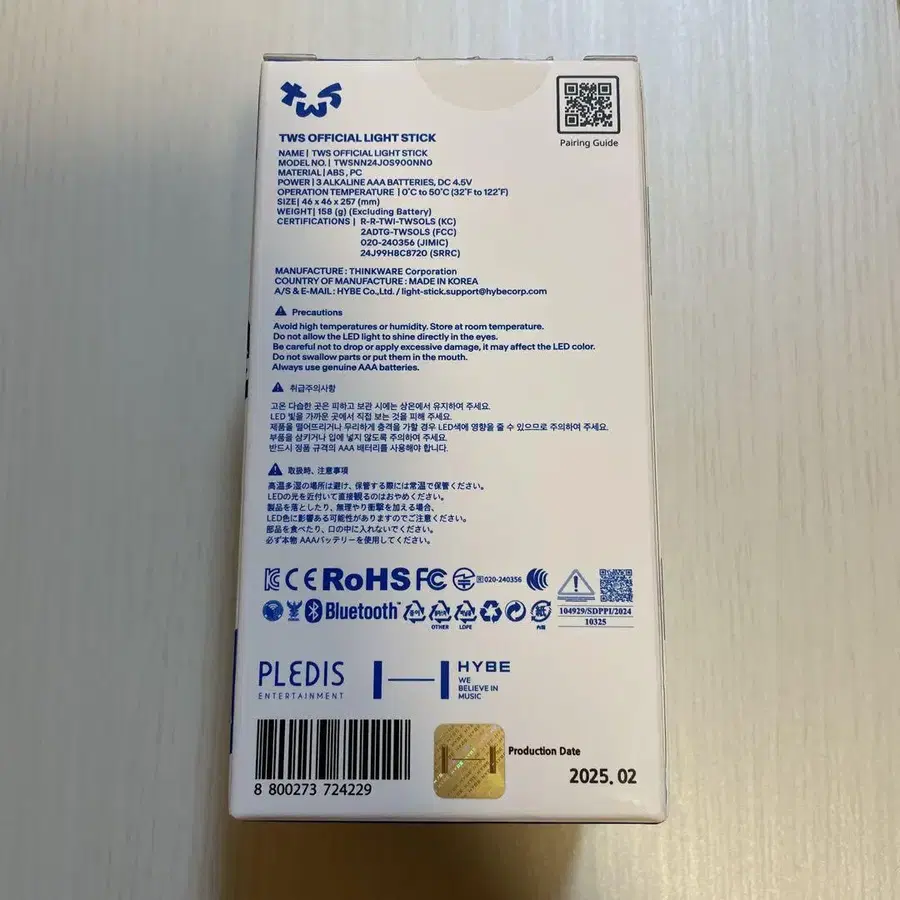 TWS
Pairing Guide
TWS OFFICIAL LIGHT STICK
NAME | TWS OFFICIAL LIGHT STICK
MODEL NO. | TWSNN24JOS900NN0
MATERIAL | ABS , PC
POWER | 3 ALKALINE AAA BATTERIES, DC 4.5V
OPERATION TEMPERATURE | 0°C to 50°C (32°F to 122°F)
SIZE | 46 x 46 x 257 (mm)
WEIGHT | 158 (g) (Excluding Battery)
CERTIFICATIONS | R-R-TWI-TWSOLS (KC)
2ADTG-TWSOLS (FCC)
020-240356 (JIMIC)
24J99H8C8720 (SRRC)
MANUFACTURE : THINKWARE Corporation
COUNTRY OF MANUFACTURE : MADE IN KOREA
A/S & E-MAIL : HYBE Co.,Ltd. / light-stick.support@hybecorp.com
Precautions
Avoid high temperatures or humidity. Store at room temperature.
Do not allow the LED light to shine directly in the eyes.
Be careful not to drop or apply excessive damage, it may affect the LED color.
Do not swallow parts or put them in the mouth.
Always use genuine AAA batteries.
취급주의사항
고온 다습한 곳은 피하고 보관 시에는 상온에서 유지하여 주세요.
LED 빛을 가까운 곳에서 직접 보는 것을 피해 주세요.
제품을 떨어뜨리거나 무리하게 충격을 가할 경우 LED색에 영향을 줄 수 있으므로 주의하여 주세요.
부품을 삼키거나 입에 넣지 않도록 주의하여 주세요.
반드시 정품 규격의 AAA 배터리를 사용해야 합니다.
取扱時、注意事項
高温多湿の場所は避け、保管する際には常温で保管ください。
LEDの光を近付いて直接観るのはおやめください。
製品を落としたり、無理やり衝撃を加える場合、
LED色に影響ある可能性がありますのでご注意ください。
部品を食べたり、口の中に入れないでください。
必ず本物 AAAバッテリーを使用してください。
CE RoHS FC R 020-240356
Bluetooth™
OTHER LDPE
104929/SDPPI/2024
10325
PLEDIS
ENTERTAINMENT
HYBE
WE
BELIEVE IN
MUSIC
Production Date
2025. 02
8 800273 724229